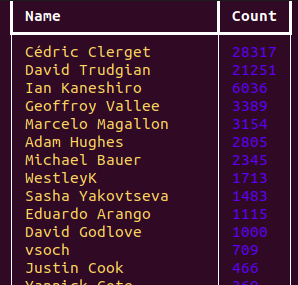 Name Count
Cédric Clerget 28317
David Trudgian 21251
Ian Kaneshiro 6036
Geoffroy Vallee 3389
Marcelo Magallon 3154
Adam Hughes 2805
Michael Bauer 2345
WestleyK 1713
Sasha Yakovtseva 1483
Eduardo Arango 1115
David Godlove 1000
vsoch 709
Justin Cook 466